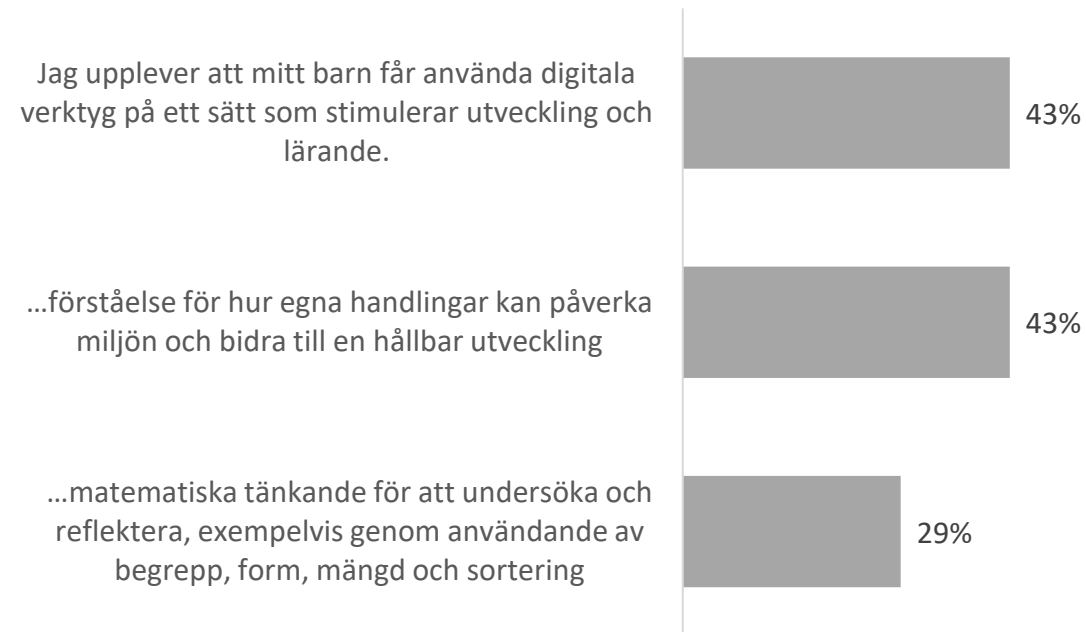 Jag upplever att mitt barn får använda digitala
verktyg på ett sätt som stimulerar utveckling och
lärande.
43%
…förståelse för hur egna handlingar kan påverka
miljön och bidra till en hållbar utveckling
43%
…matematiska tänkande för att undersöka och
reflektera, exempelvis genom användande av
begrepp, form, mängd och sortering
29%